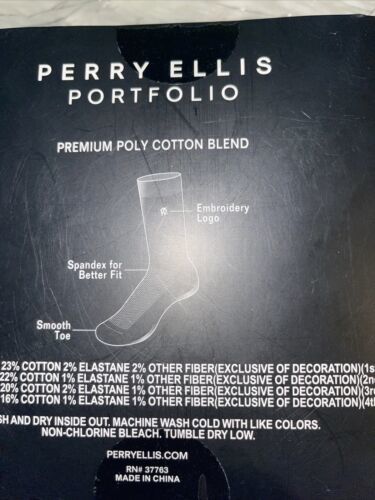 PERRY ELLIS
PORTFOLIO
PREMIUM POLY COTTON BLEND
Embroidery
Logo
Spandex for
Better Fit
Smooth
Toe
23% COTTON 2% ELASTANE 2% OTHER FIBER(EXCLUSIVE OF DECORATION)(1s
22% COTTON 1% ELASTANE 1% OTHER FIBER(EXCLUSIVE OF DECORATION)(2n
20% COTTON 2% ELASTANE 1% OTHER FIBER(EXCLUSIVE OF DECORATION)(3r
16% COTTON 1% ELASTANE 1% OTHER FIBER(EXCLUSIVE OF DECORATION)(4t
SH AND DRY INSIDE OUT. MACHINE WASH COLD WITH LIKE COLORS.
NON-CHLORINE BLEACH. TUMBLE DRY LOW.
PERRYELLIS.COM
RN# 37763
MADE IN CHINA